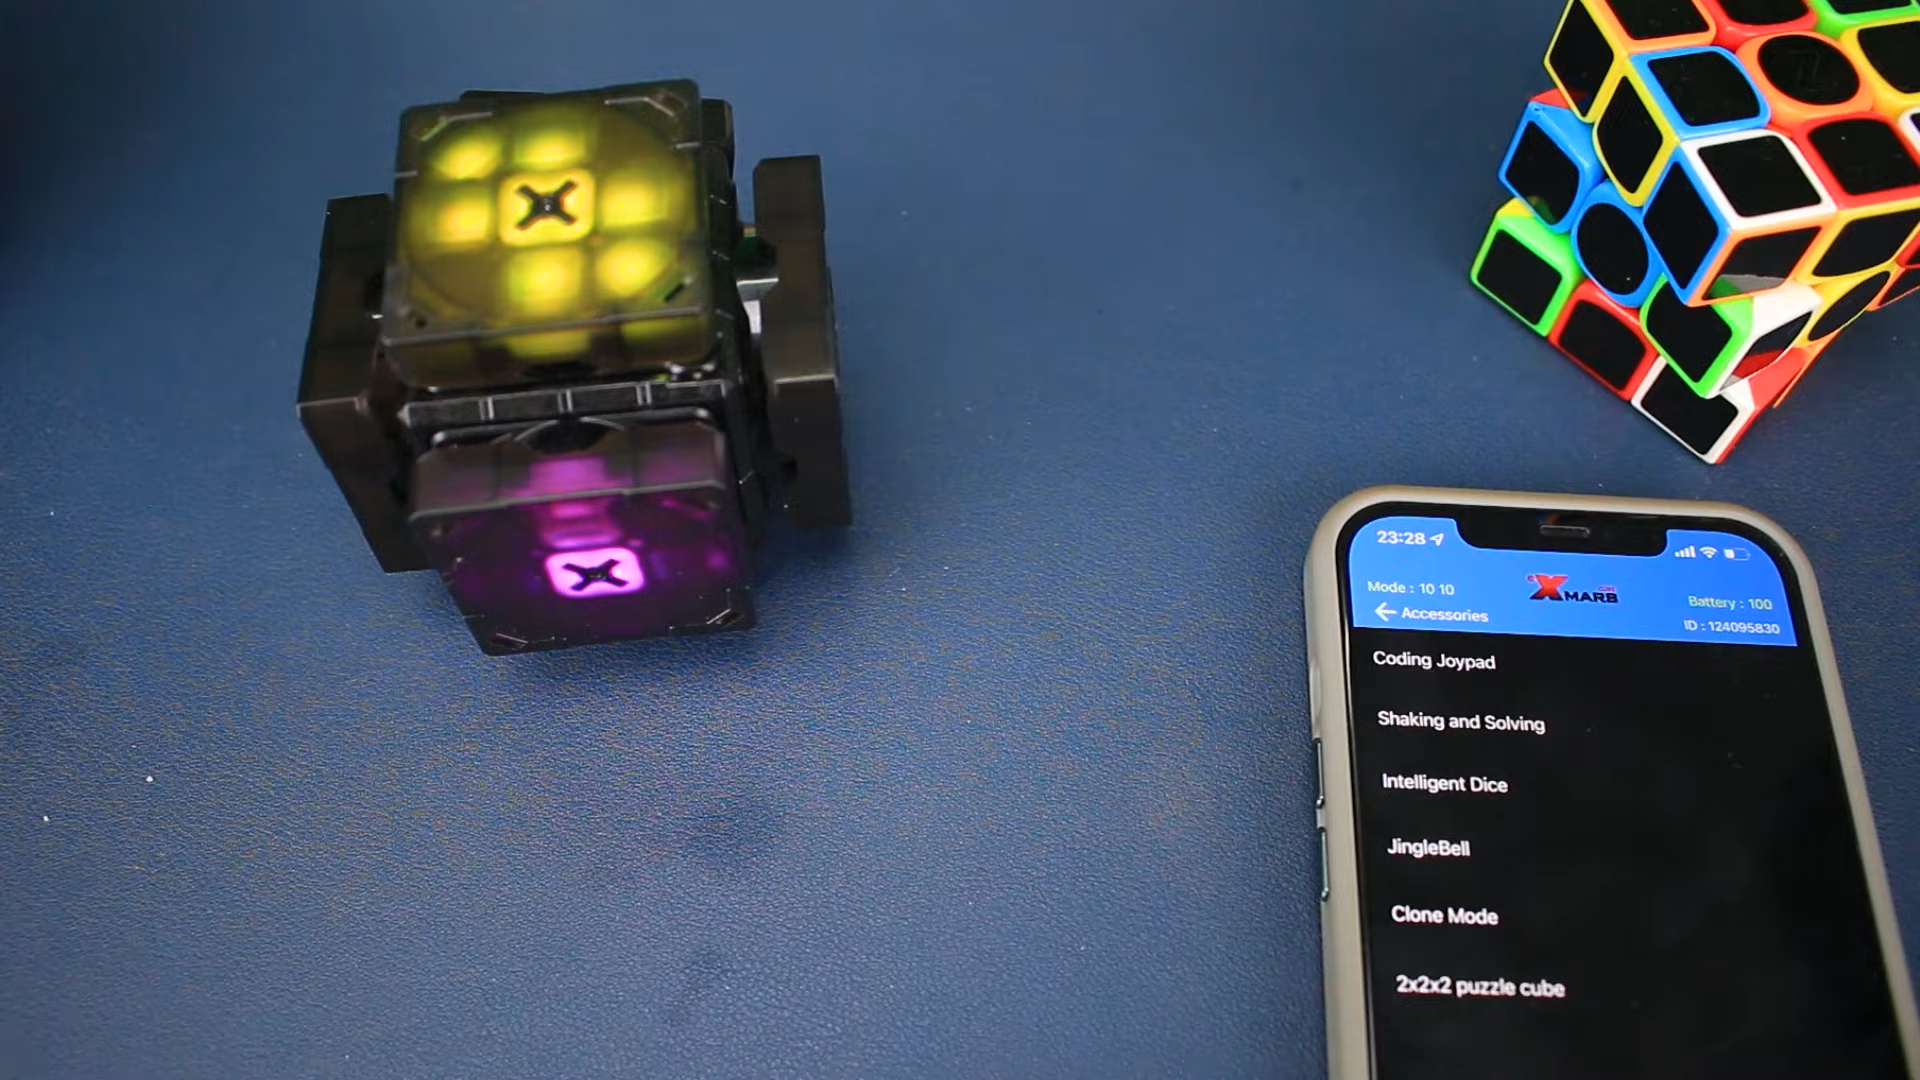 23:28
Mode : 10 10
XMARS
Battery : 100
← Accessories
ID : 124095830
Coding Joypad
Shaking and Solving
Intelligent Dice
JingleBell
Clone Mode
2x2x2 puzzle cube